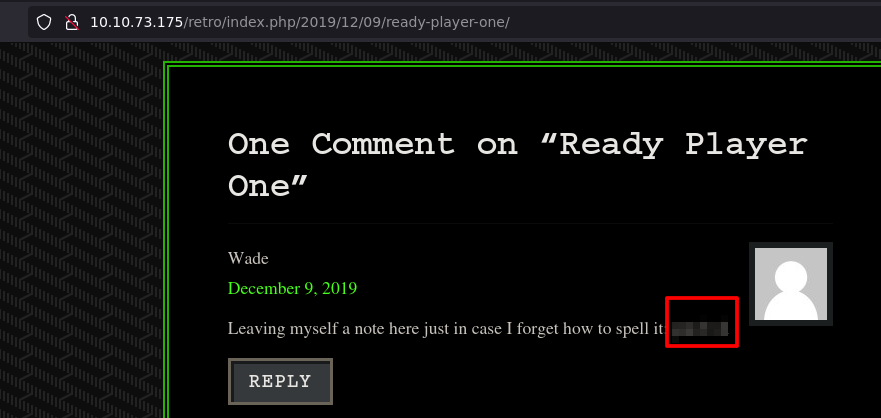 10.10.73.175/retro/index.php/2019/12/09/ready-player-one/
One Comment on “Ready Player
One”
Wade
December 9, 2019
Leaving myself a note here just in case I forget how to spell it:
REPLY